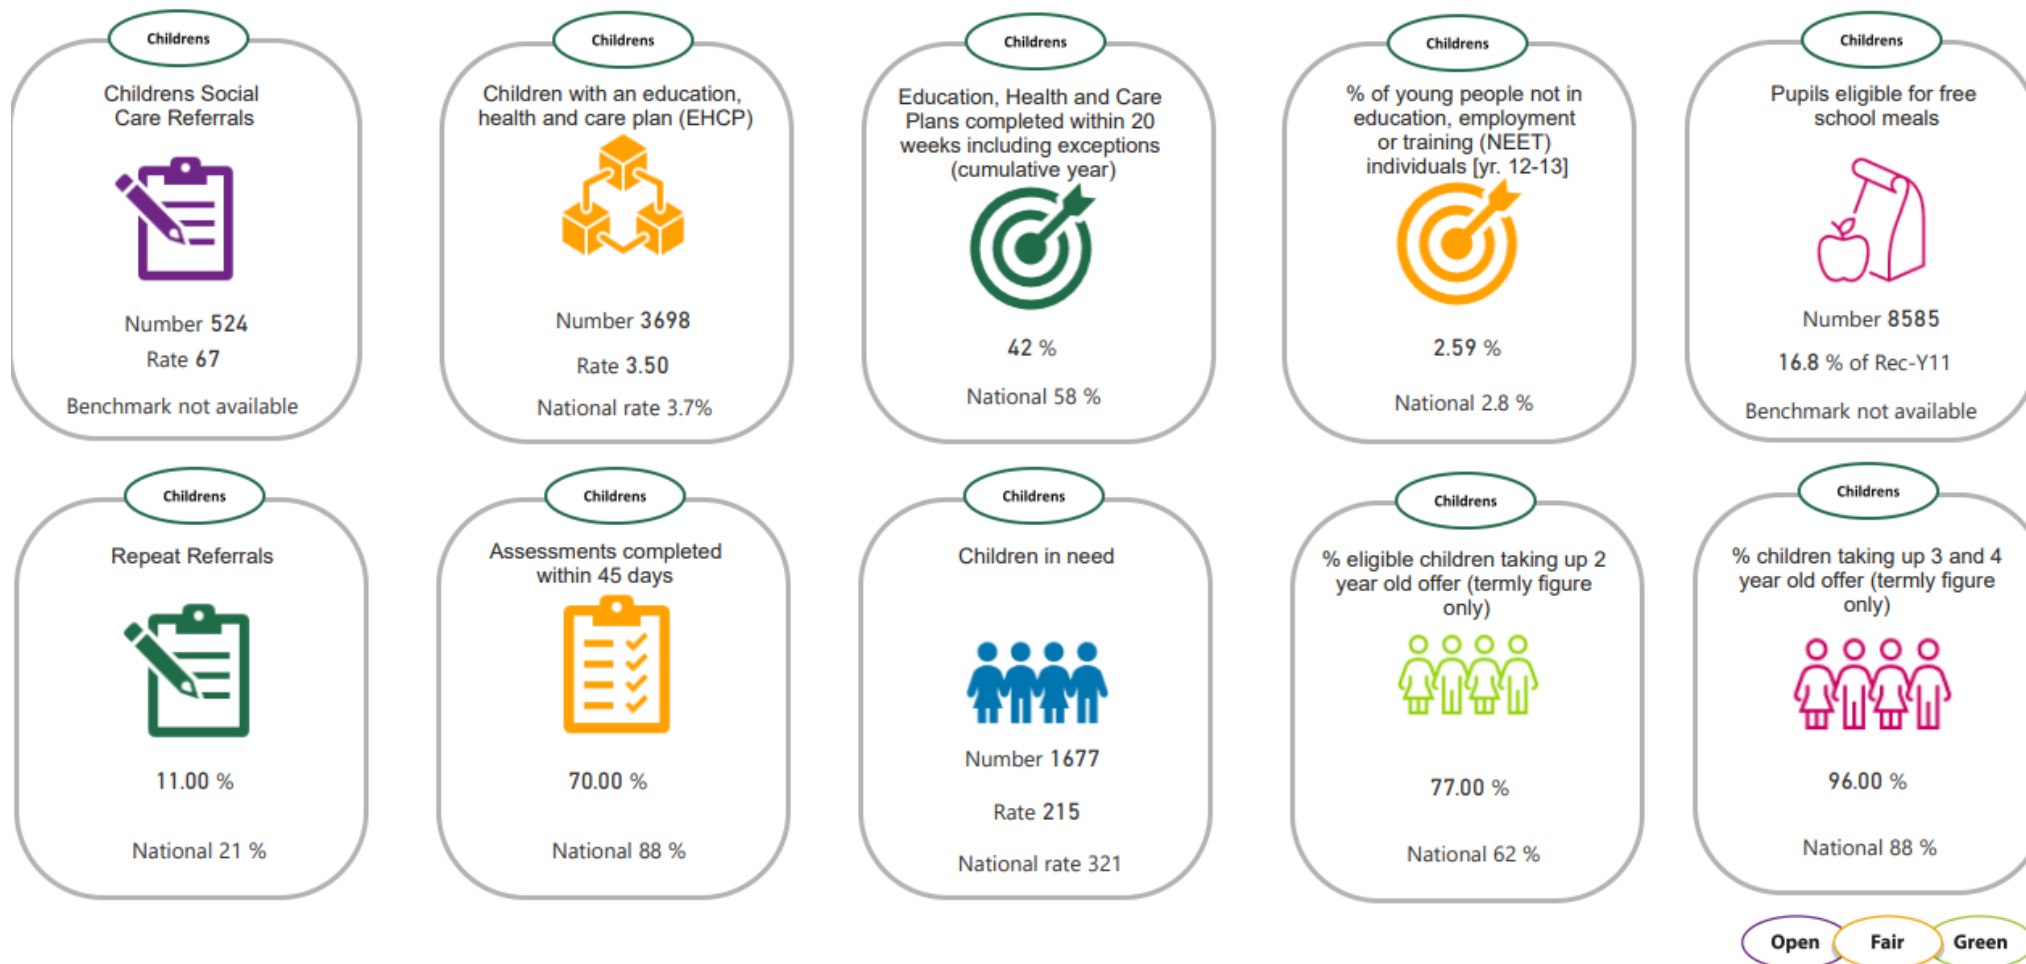 Childrens
Childrens Social
Care Referrals
Number 524
Rate 67
Benchmark not available
Childrens
Children with an education,
health and care plan (EHCP)
Number 3698
Rate 3.50
National rate 3.7%
Childrens
Education, Health and Care
Plans completed within 20
weeks including exceptions
(cumulative year)
42 %
National 58 %
Childrens
% of young people not in
education, employment
or training (NEET)
individuals [yr. 12-13]
2.59 %
National 2.8 %
Childrens
Pupils eligible for free
school meals
Number 8585
16.8 % of Rec-Y11
Benchmark not available
Childrens
Repeat Referrals
11.00 %
National 21 %
Childrens
Assessments completed
within 45 days
70.00 %
National 88 %
Childrens
Children in need
Number 1677
Rate 215
National rate 321
Childrens
% eligible children taking up 2
year old offer (termly figure
only)
77.00 %
National 62 %
Childrens
% children taking up 3 and 4
year old offer (termly figure
only)
96.00 %
National 88 %
Open
Fair
Green